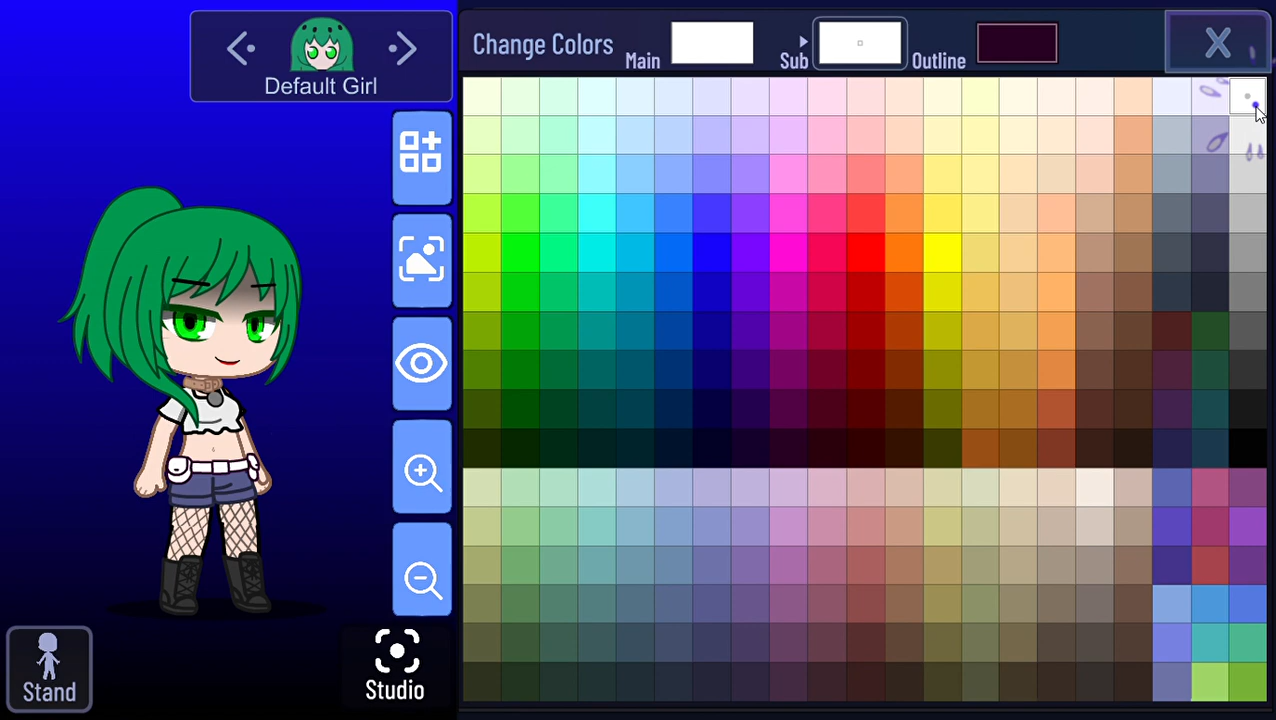 Default Girl
Change Colors
Main
Sub
Outline
X
Stand
Studio